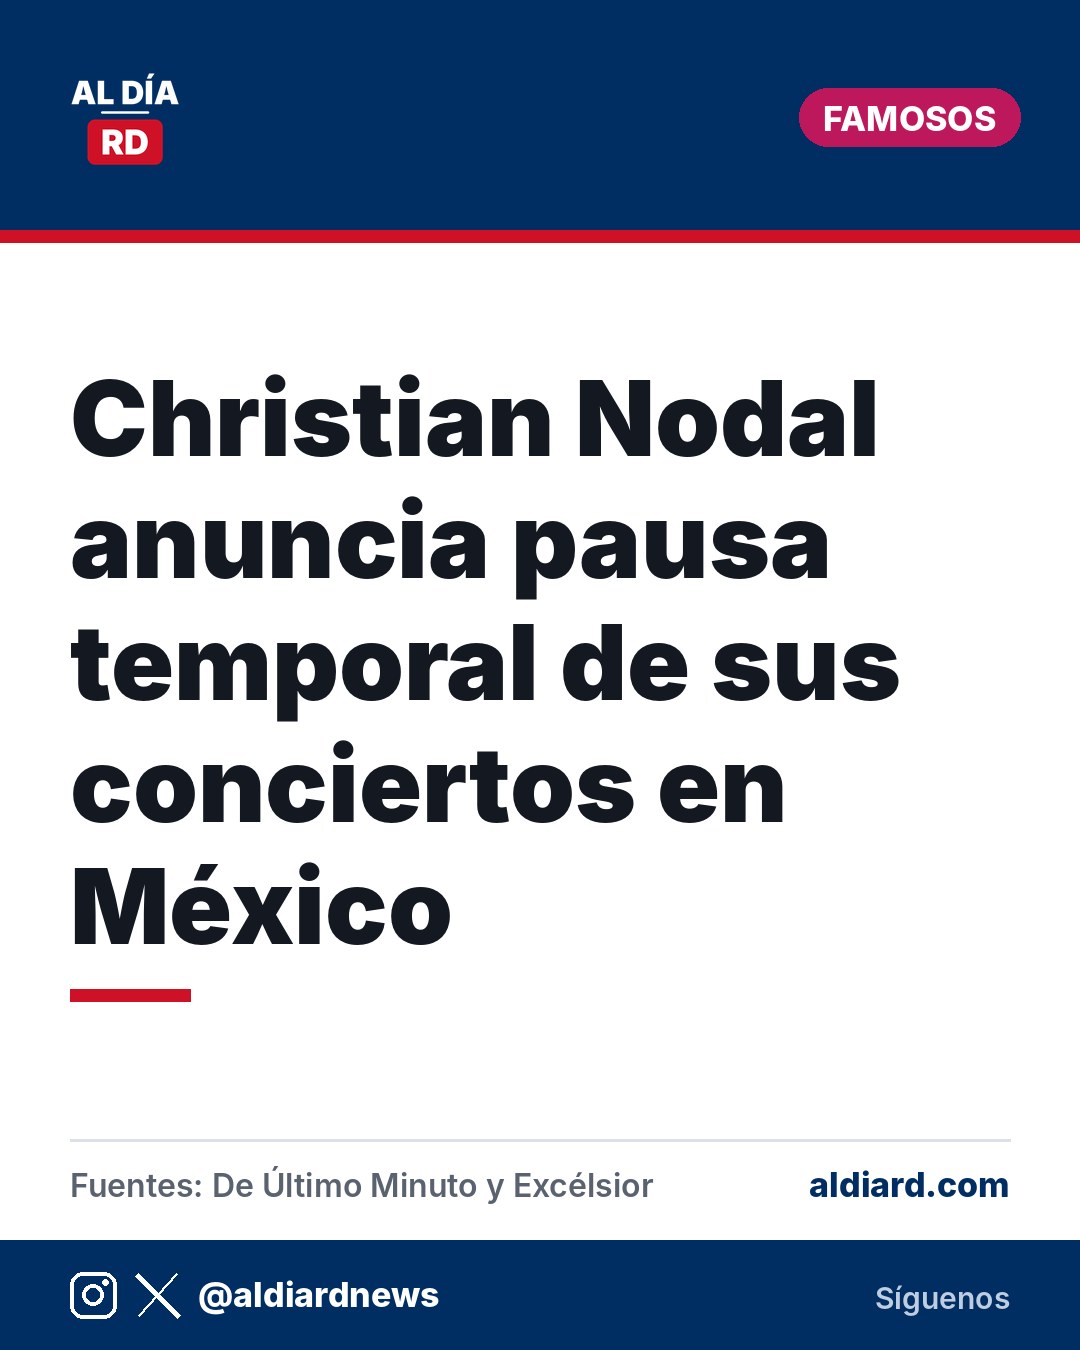 AL DÍA
RD
FAMOSOS
Christian Nodal
anuncia pausa
temporal de sus
conciertos en
México
Fuentes: De Último Minuto y Excélsior
aldiard.com
@aldiardnews
Síguenos